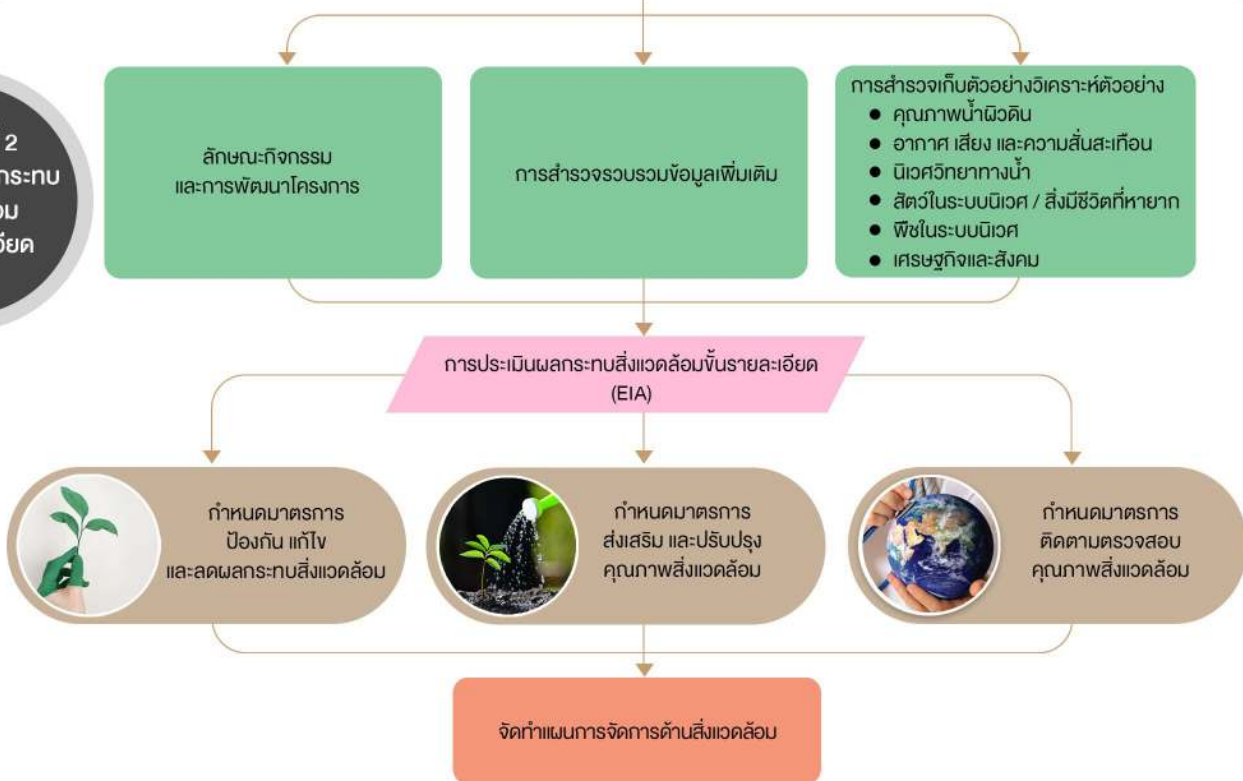 2
กระทบ
ลักษณะกิจกรรม
และการพัฒนาโครงการ
การสำรวจรวบรวมข้อมูลเพิ่มเติม
การสำรวจเก็บตัวอย่างวิเคราะห์ตัวอย่าง
● คุณภาพน้ำผิวดิน
● อากาศ เสียง และความสั่นสะเทือน
● นิเวศวิทยาทางน้ำ
● สัตว์ในระบบนิเวศ / สิ่งมีชีวิตที่หายาก
● พืชในระบบนิเวศ
● เศรษฐกิจและสังคม
การประเมินผลกระทบสิ่งแวดล้อมขั้นรายละเอียด
(EIA)
กำหนดมาตรการ
ป้องกัน แก้ไข
และลดผลกระทบสิ่งแวดล้อม
กำหนดมาตรการ
ส่งเสริม และปรับปรุง
คุณภาพสิ่งแวดล้อม
กำหนดมาตรการ
ติดตามตรวจสอบ
คุณภาพสิ่งแวดล้อม
จัดทำแผนการจัดการด้านสิ่งแวดล้อม